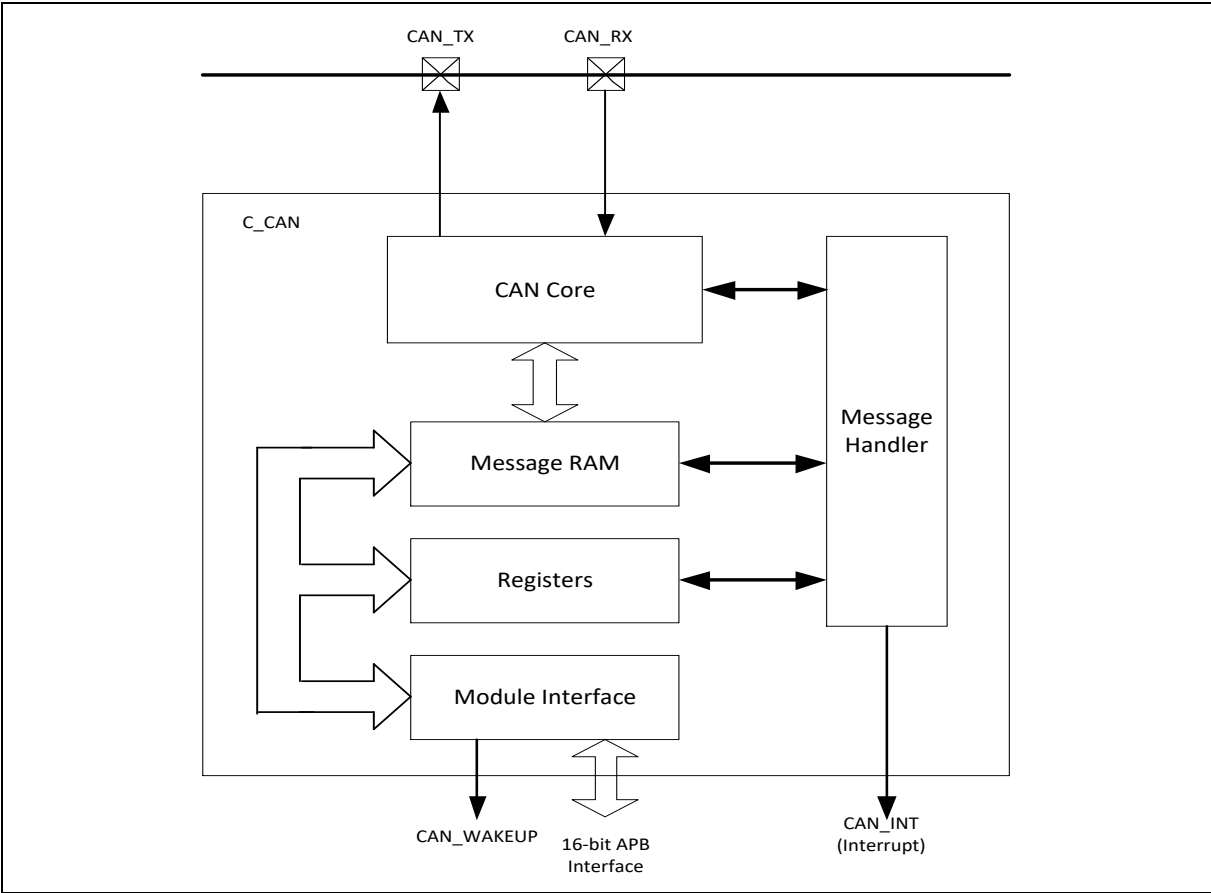 CAN_TX
CAN_RX
C_CAN
CAN Core
Message
Handler
Message RAM
Registers
Module Interface
CAN_WAKEUP
16-bit APB
Interface
CAN_INT
(Interrupt)